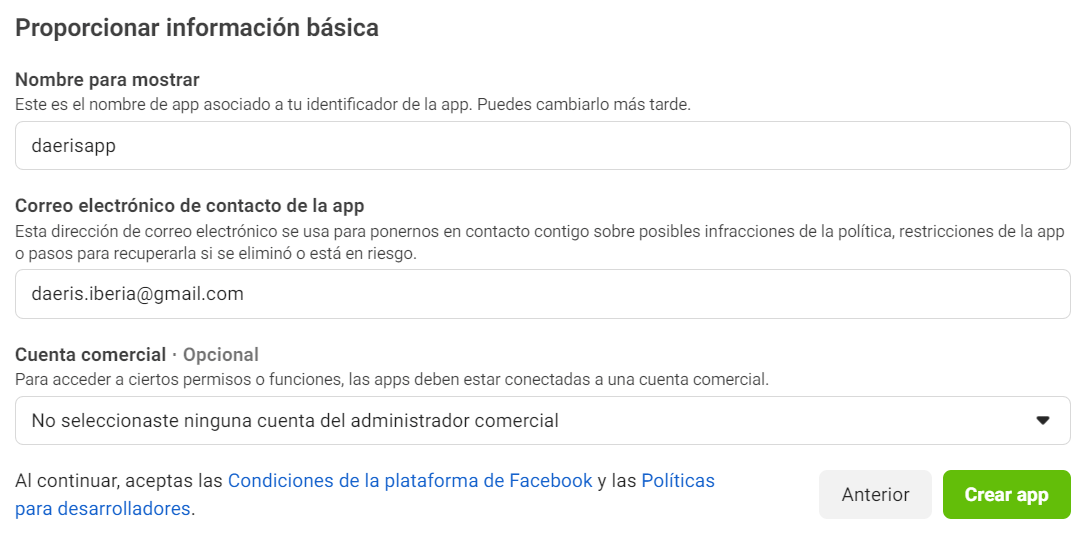 Proporcionar información básica
Nombre para mostrar
Este es el nombre de app asociado a tu identificador de la app. Puedes cambiarlo más tarde.
daerisapp
Correo electrónico de contacto de la app
Esta dirección de correo electrónico se usa para ponernos en contacto contigo sobre posibles infracciones de la política, restricciones de la app
o pasos para recuperarla si se eliminó o está en riesgo.
daeris.iberia@gmail.com
Cuenta comercial · Opcional
Para acceder a ciertos permisos o funciones, las apps deben estar conectadas a una cuenta comercial.
No seleccionaste ninguna cuenta del administrador comercial
Al continuar, aceptas las Condiciones de la plataforma de Facebook y las Políticas
para desarrolladores.
Anterior
Crear app